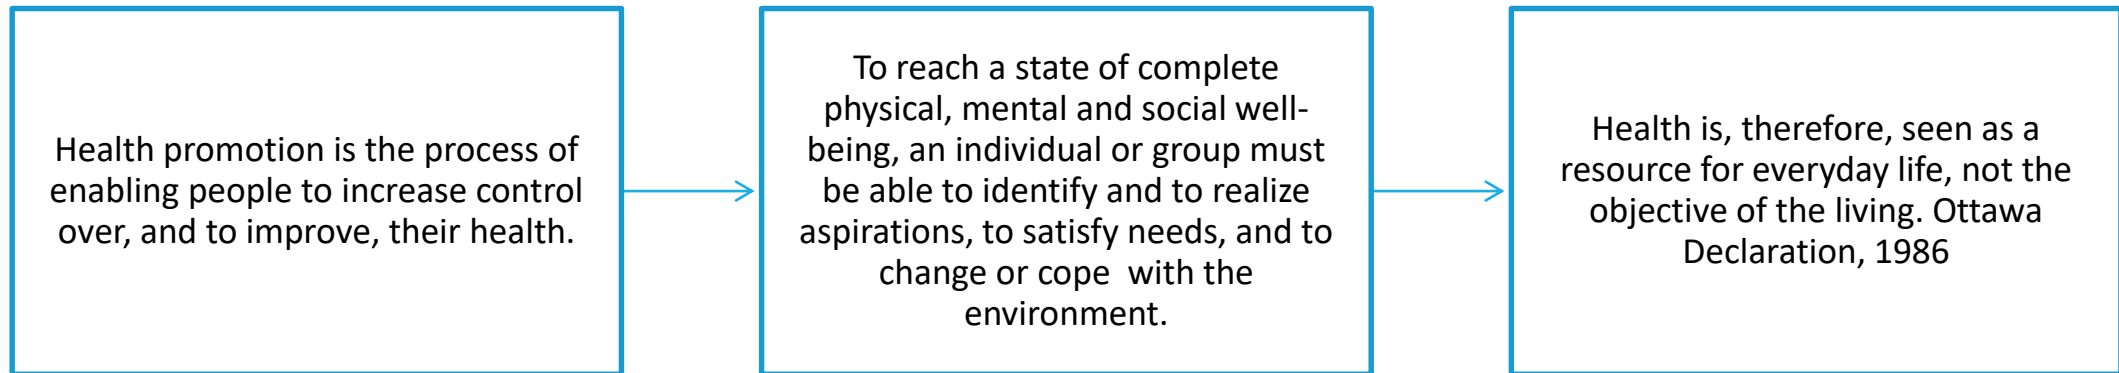 Health promotion is the process of
enabling people to increase control
over, and to improve, their health.
To reach a state of complete
physical, mental and social well-
being, an individual or group must
be able to identify and to realize
aspirations, to satisfy needs, and to
change or cope  with the
environment.
Health is, therefore, seen as a
resource for everyday life, not the
objective of the living. Ottawa
Declaration, 1986